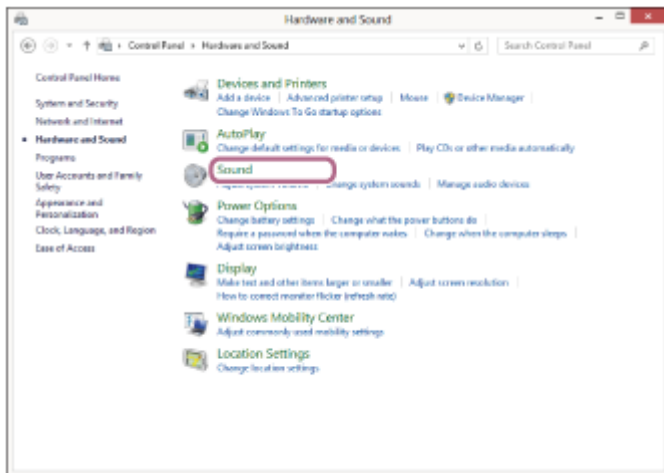 Hardware and Sound
Control Panel › Hardware and Sound
Search Control Panel
Control Panel Home
System and Security
Network and Internet
Hardware and Sound
Programs
User Accounts and Family
Safety
Appearance and
Personalization
Clock, Language, and Region
Ease of Access
Devices and Printers
Add a device | Advanced printer setup | Mouse | Device Manager
Change Windows To Go startup options
AutoPlay
Change default settings for media or devices | Play CDs or other media automatically
Sound
Adjust system volume | Change system sounds | Manage audio devices
Power Options
Change battery settings | Change what the power buttons do
Require a password when the computer wakes | Change when the computer sleeps
Adjust screen brightness
Display
Make text and other items larger or smaller | Adjust screen resolution
How to correct monitor flicker (refresh rate)
Windows Mobility Center
Adjust commonly used mobility settings
Location Settings
Change location settings